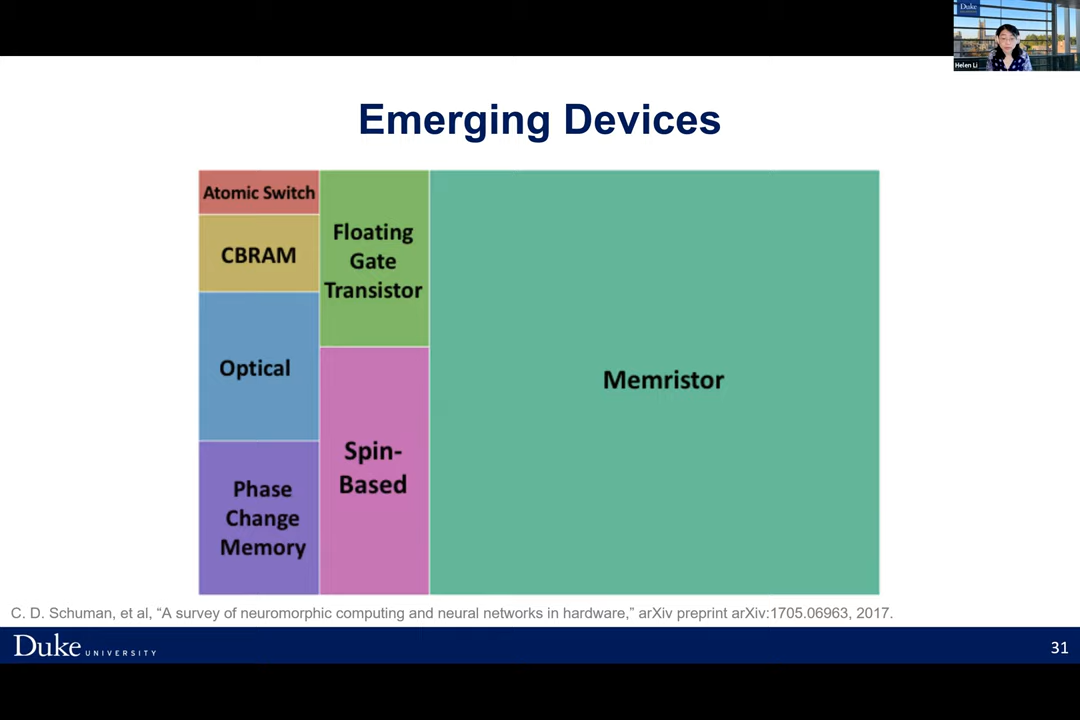 Duke
Helen Li
Emerging Devices
Atomic Switch
CBRAM
Optical
Phase
Change
Memory
Floating
Gate
Transistor
Spin-
Based
Memristor
C. D. Schuman, et al, “A survey of neuromorphic computing and neural networks in hardware,” arXiv preprint arXiv:1705.06963, 2017.
Duke UNIVERSITY
31